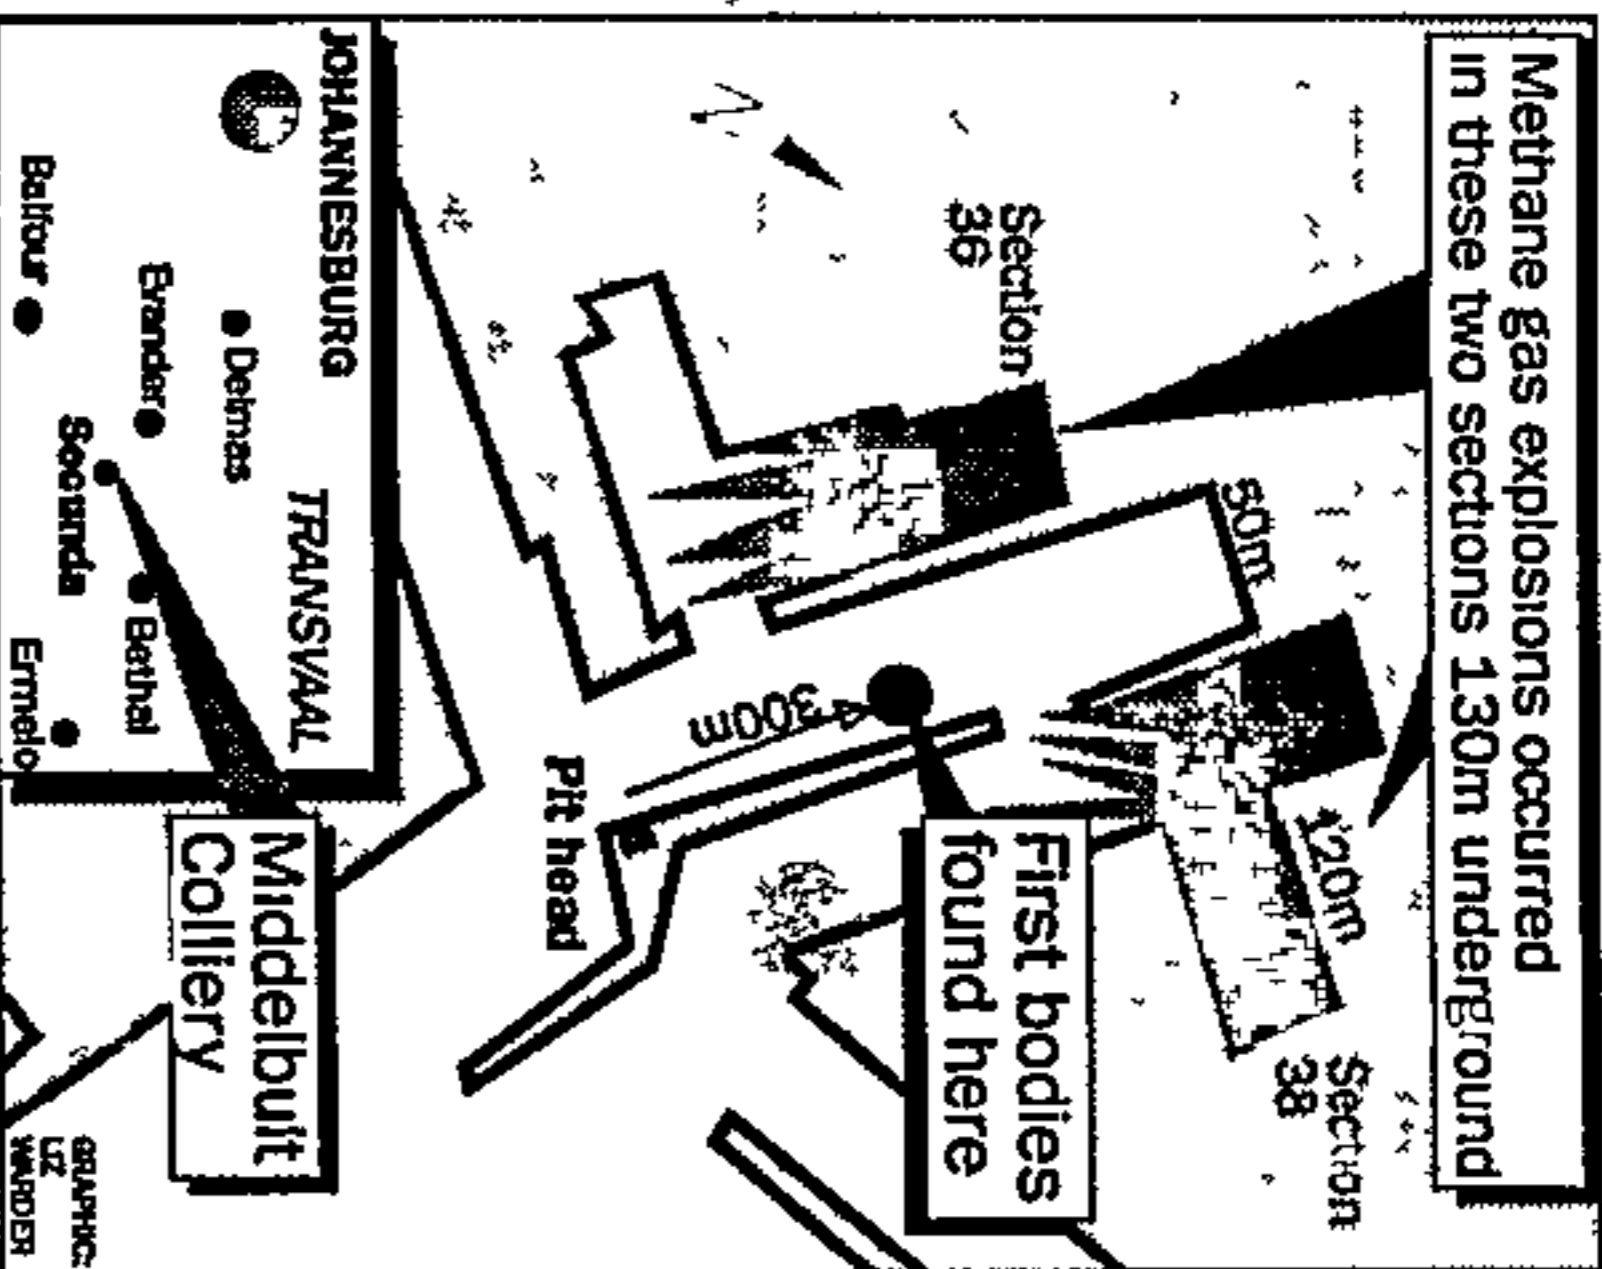 Methane gas explosions occurred
in these two sections 130m underground
Section
36
50m
120m
Section
38
First bodies
found here
300m
Pit head
JOHANNESBURG
TRANSVAAL
Delmas
Evander
Balfour
Secunda
Bethal
Ermelo
Middelbult
Colliery
GRAPHIC:
LIZ
WARDER